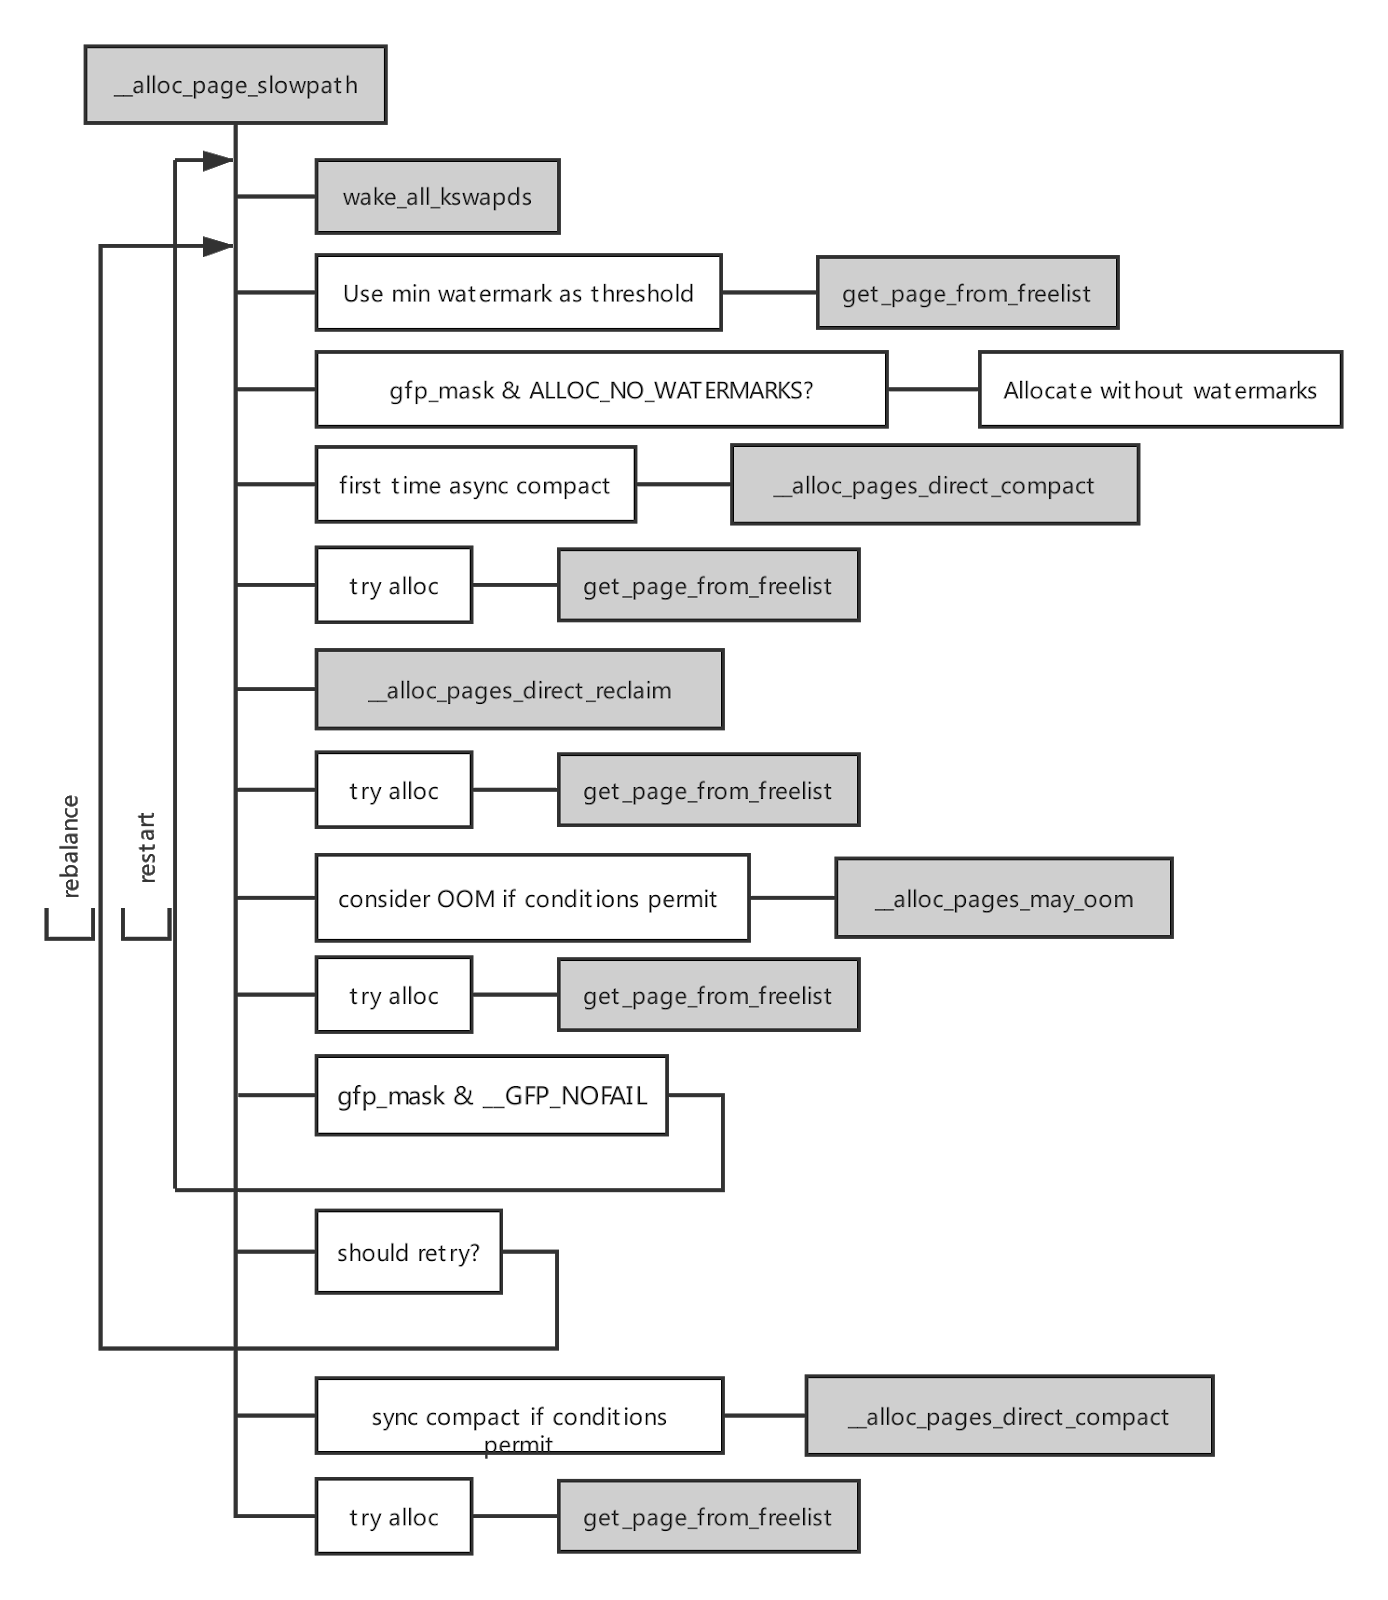 __alloc_page_slowpath
wake_all_kswapds
Use min watermark as threshold
get_page_from_freelist
gfp_mask & ALLOC_NO_WATERMARKS?
Allocate without watermarks
first time async compact
__alloc_pages_direct_compact
try alloc
get_page_from_freelist
__alloc_pages_direct_reclaim
try alloc
get_page_from_freelist
rebalance
restart
consider OOM if conditions permit
__alloc_pages_may_oom
try alloc
get_page_from_freelist
gfp_mask & __GFP_NOFAIL
should retry?
sync compact if conditions
permit
__alloc_pages_direct_compact
try alloc
get_page_from_freelist